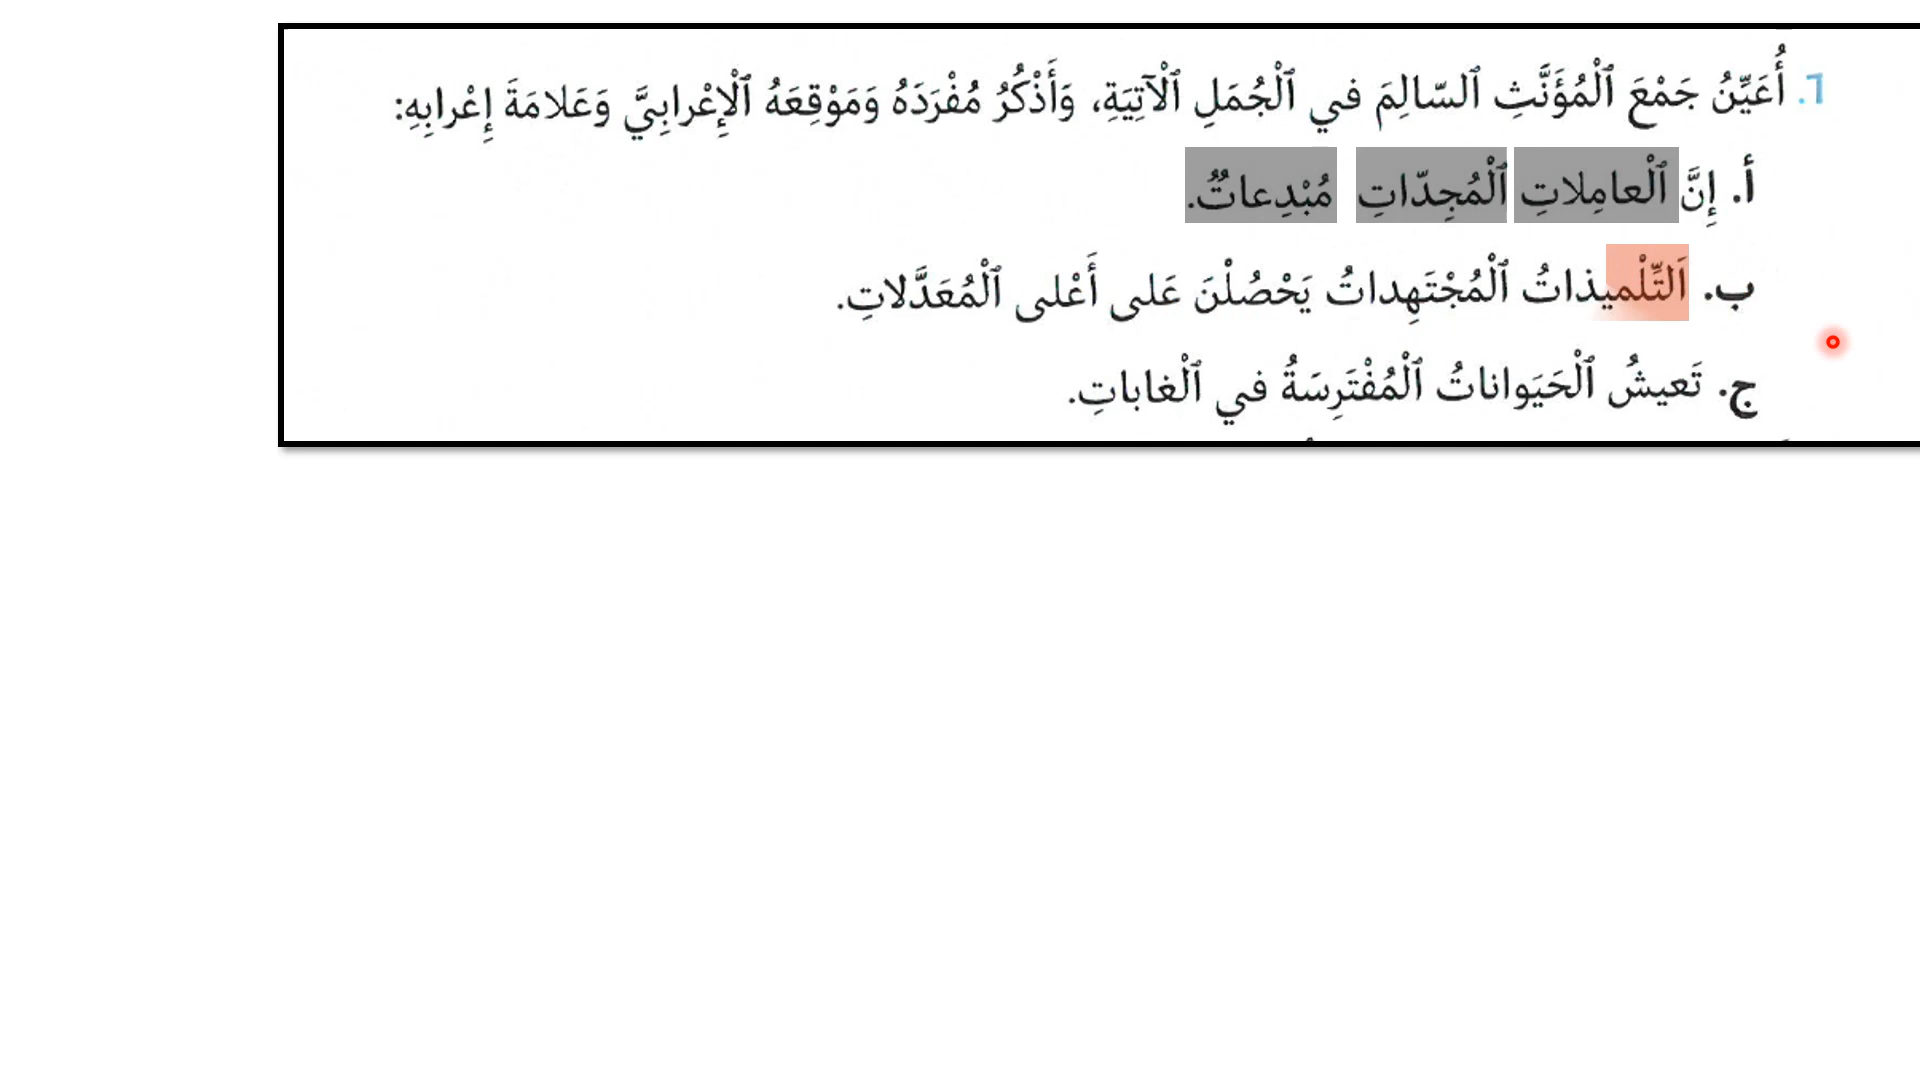 1. أُعَيِّنُ جَمْعَ ٱلْمُؤَنَّثِ ٱلسّالِمَ في ٱلْجُمَلِ ٱلْآتِيَةِ، وَأَذْكُرُ مُفْرَدَهُ وَمَوْقِعَهُ ٱلْإِعْرابِيَّ وَعَلامَةَ إِعْرابِهِ:
أ. إِنَّ ٱلْعامِلاتِ ٱلْمُجِدّاتِ مُبْدِعاتٌ.
ب. اَلتِّلْميذاتُ ٱلْمُجْتَهِداتُ يَحْصُلْنَ عَلى أَعْلى ٱلْمُعَدَّلاتِ.
ج. تَعيشُ ٱلْحَيَواناتُ ٱلْمُفْتَرِسَةُ في ٱلْغاباتِ.